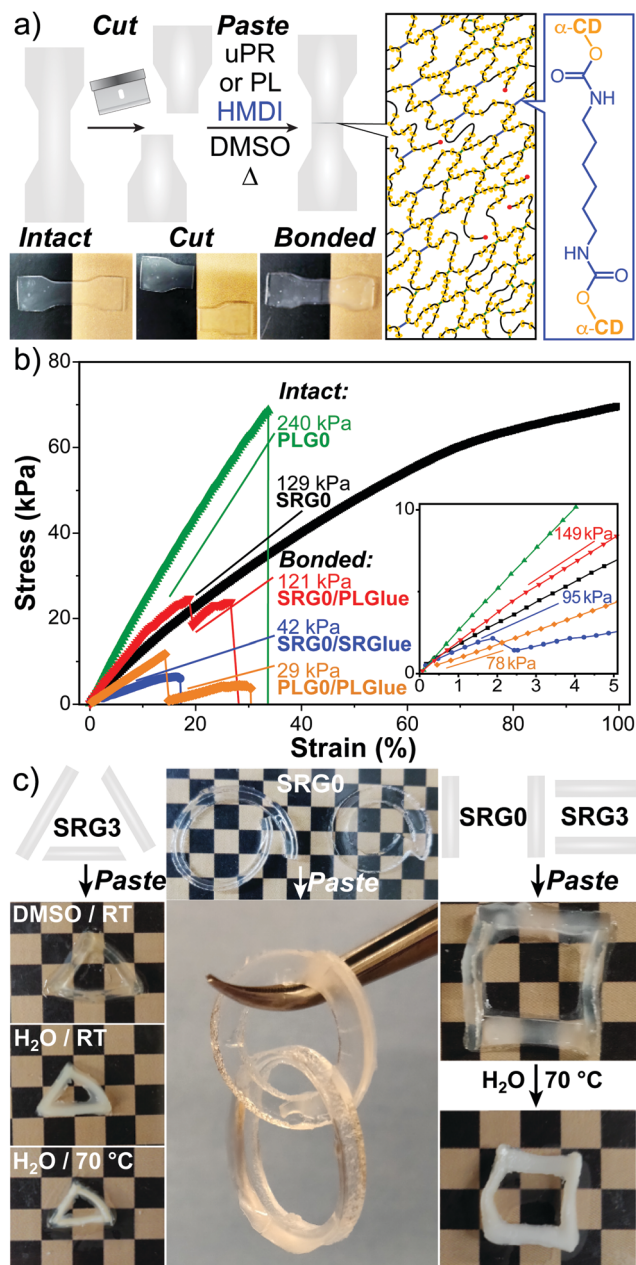 a)
Cut
Paste
uPR
or PL
HMDI
DMSO
Δ
Intact
Cut
Bonded
α-CD
O
O
NH
NH
O
O
α-CD
b)
Stress (kPa)
80
60
40
20
0
0
20
40
60
80
100
Strain (%)
Intact:
240 kPa
PLG0
129 kPa
SRG0
Bonded:
121 kPa
SRG0/PLGlue
42 kPa
SRG0/SRGlue
29 kPa
PLG0/PLGlue
10
0
0
1
2
3
4
5
149 kPa
95 kPa
78 kPa
c)
SRG3
Paste
DMSO / RT
H₂O / RT
H₂O / 70 °C
SRG0
Paste
SRG0
SRG3
Paste
H₂O 70 °C